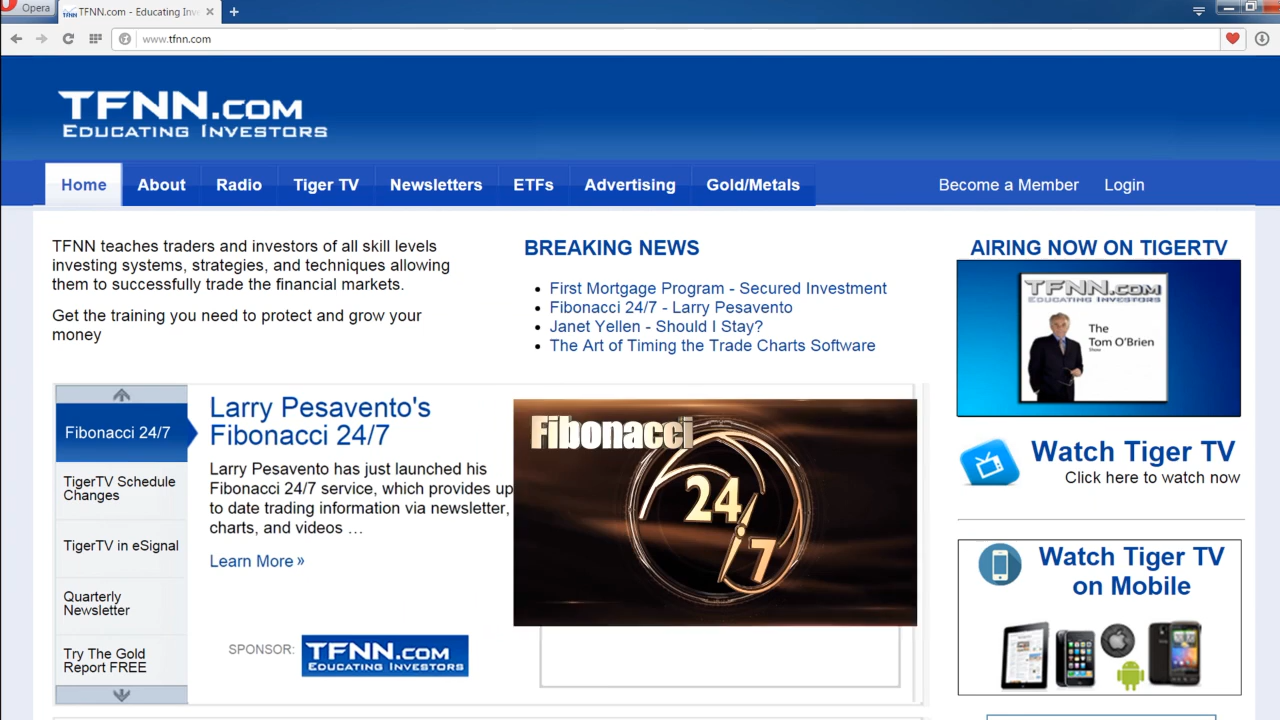 Opera
TFNN.com - Educating Inv
www.tfnn.com
TFNN.COM
EDUCATING INVESTORS
Home About Radio Tiger TV Newsletters ETFs Advertising Gold/Metals Become a Member Login
TFNN teaches traders and investors of all skill levels
investing systems, strategies, and techniques allowing
them to successfully trade the financial markets.
Get the training you need to protect and grow your
money
BREAKING NEWS
First Mortgage Program - Secured Investment
Fibonacci 24/7 - Larry Pesavento
Janet Yellen - Should I Stay?
The Art of Timing the Trade Charts Software
AIRING NOW ON TIGERTV
TFNN.COM
EDUCATING INVESTORS
The
Tom O'Brien
Show
Fibonacci 24/7
TigerTV Schedule
Changes
TigerTV in eSignal
Quarterly
Newsletter
Try The Gold
Report FREE
Larry Pesavento's
Fibonacci 24/7
Larry Pesavento has just launched his
Fibonacci 24/7 service, which provides up
to date trading information via newsletter,
charts, and videos …
Learn More »
SPONSOR:
TFNN.COM
EDUCATING INVESTORS
Fibonacci
24
7
Watch Tiger TV
Click here to watch now
Watch Tiger TV
on Mobile